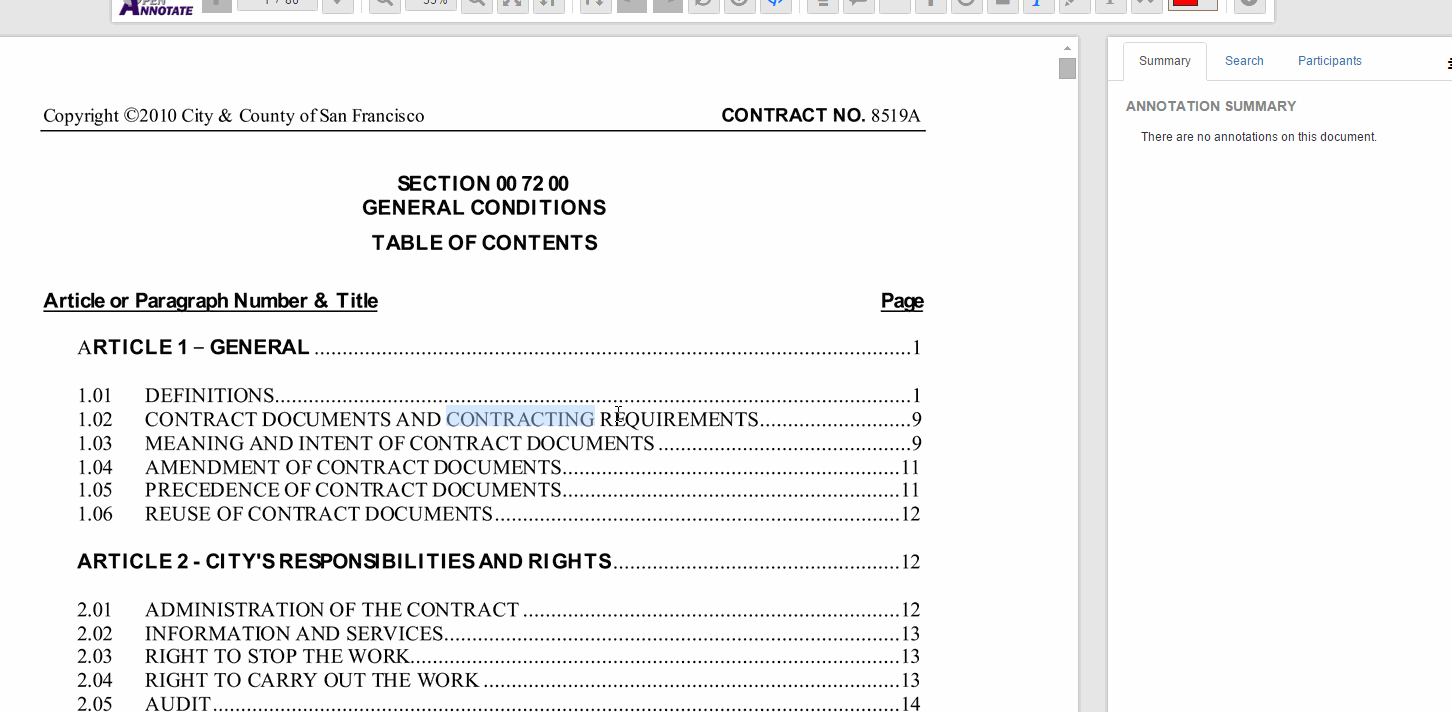 ANNOTATE
Summary
Search
Participants
ANNOTATION SUMMARY
There are no annotations on this document.
Copyright ©2010 City & County of San Francisco CONTRACT NO. 8519A
SECTION 00 72 00
GENERAL CONDITIONS
TABLE OF CONTENTS
Article or Paragraph Number & Title Page
ARTICLE 1 – GENERAL ........................................................................................................... 1
1.01 DEFINITIONS................................................................................................................ 1
1.02 CONTRACT DOCUMENTS AND CONTRACTING REQUIREMENTS......................... 9
1.03 MEANING AND INTENT OF CONTRACT DOCUMENTS ............................................ 9
1.04 AMENDMENT OF CONTRACT DOCUMENTS............................................................ 11
1.05 PRECEDENCE OF CONTRACT DOCUMENTS............................................................ 11
1.06 REUSE OF CONTRACT DOCUMENTS......................................................................... 12
ARTICLE 2 - CITY'S RESPONSIBILITIES AND RIGHTS.................................................... 12
2.01 ADMINISTRATION OF THE CONTRACT .................................................................... 12
2.02 INFORMATION AND SERVICES.................................................................................. 13
2.03 RIGHT TO STOP THE WORK........................................................................................ 13
2.04 RIGHT TO CARRY OUT THE WORK ........................................................................... 13
2.05 AUDIT............................................................................................................................ 14